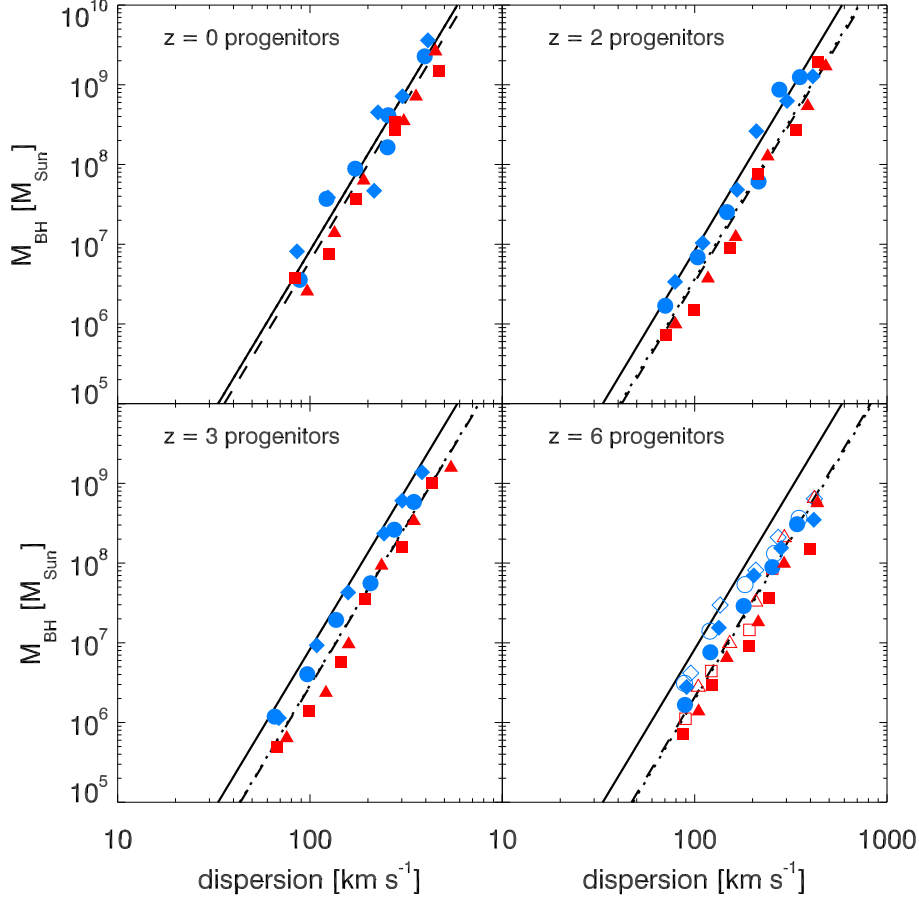 10^10
z = 0 progenitors
z = 2 progenitors
10^9
10^8
10^7
10^6
10^5
M_BH [M_Sun]
z = 3 progenitors
z = 6 progenitors
10^9
10^8
10^7
10^6
10^5
M_BH [M_Sun]
10 100 10 100 1000
dispersion [km s^-1] dispersion [km s^-1]